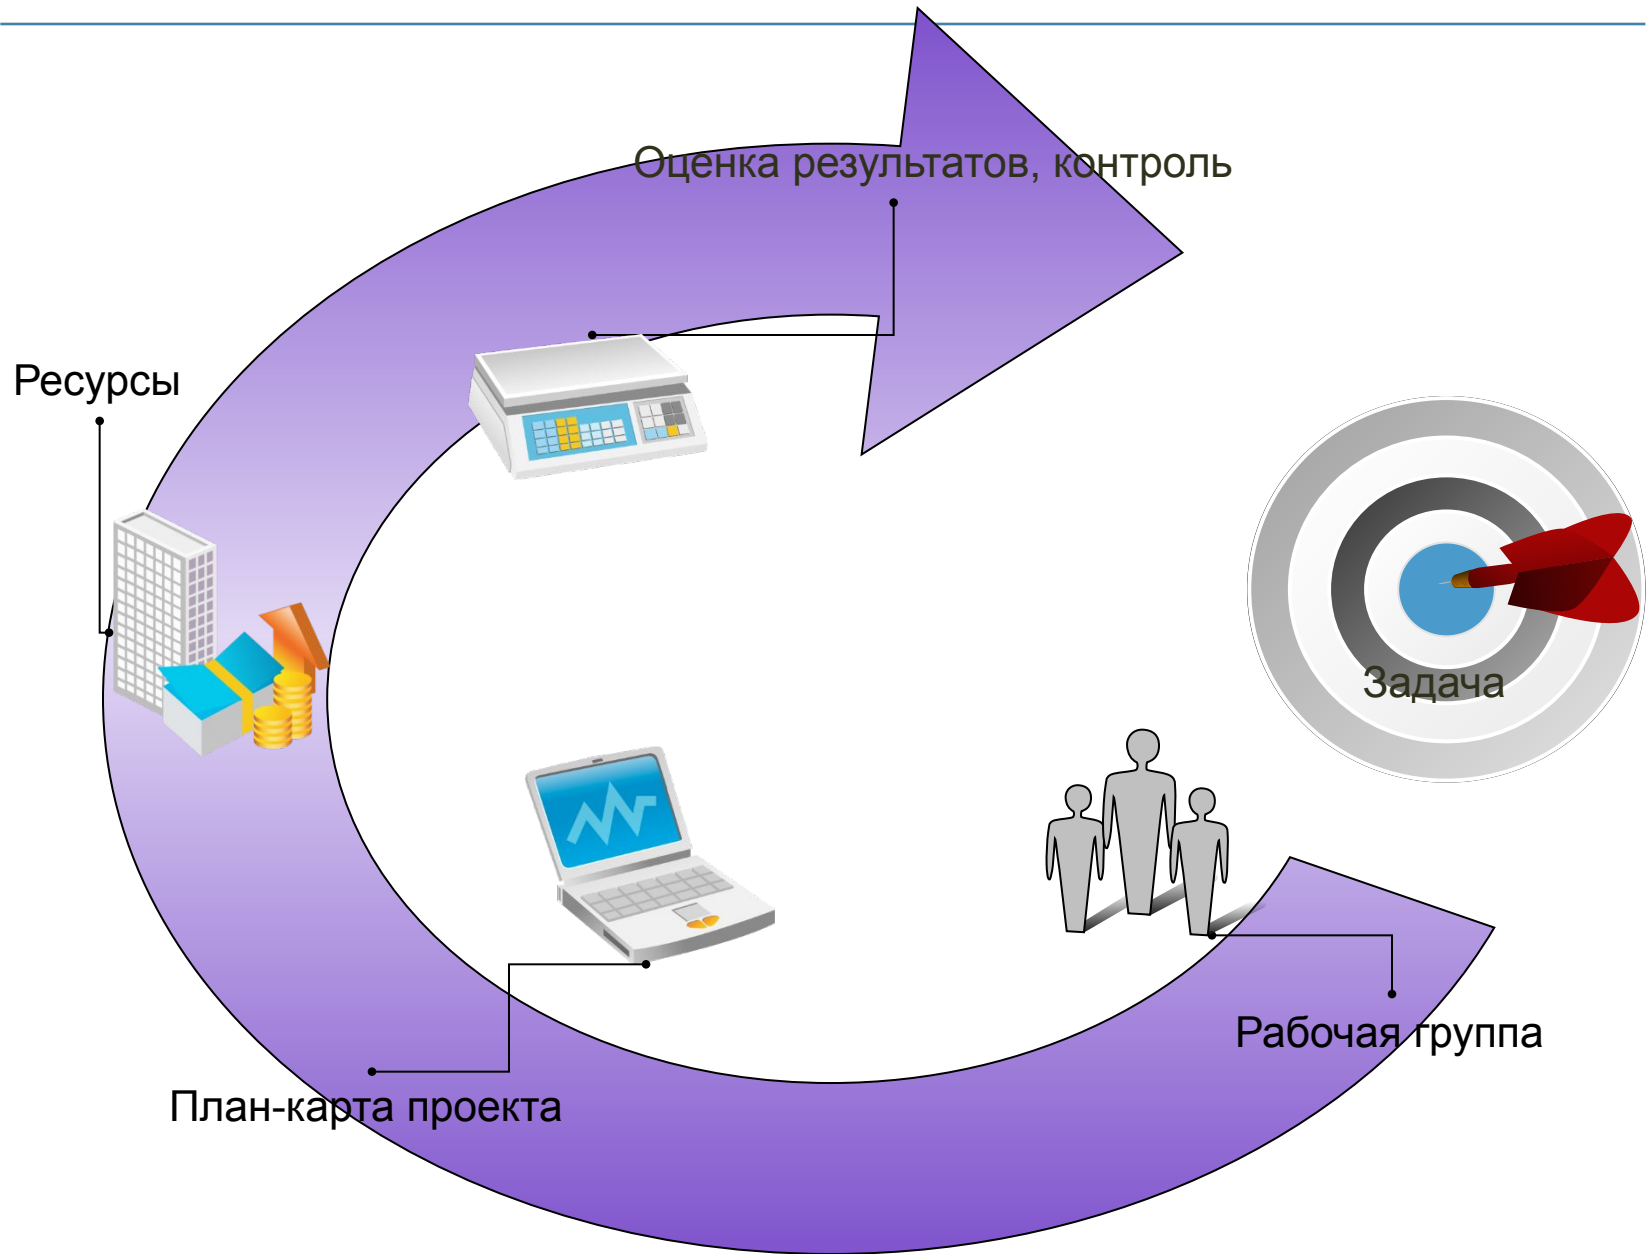 Оценка результатов, контроль
Ресурсы
Задача
Рабочая группа
План-карта проекта